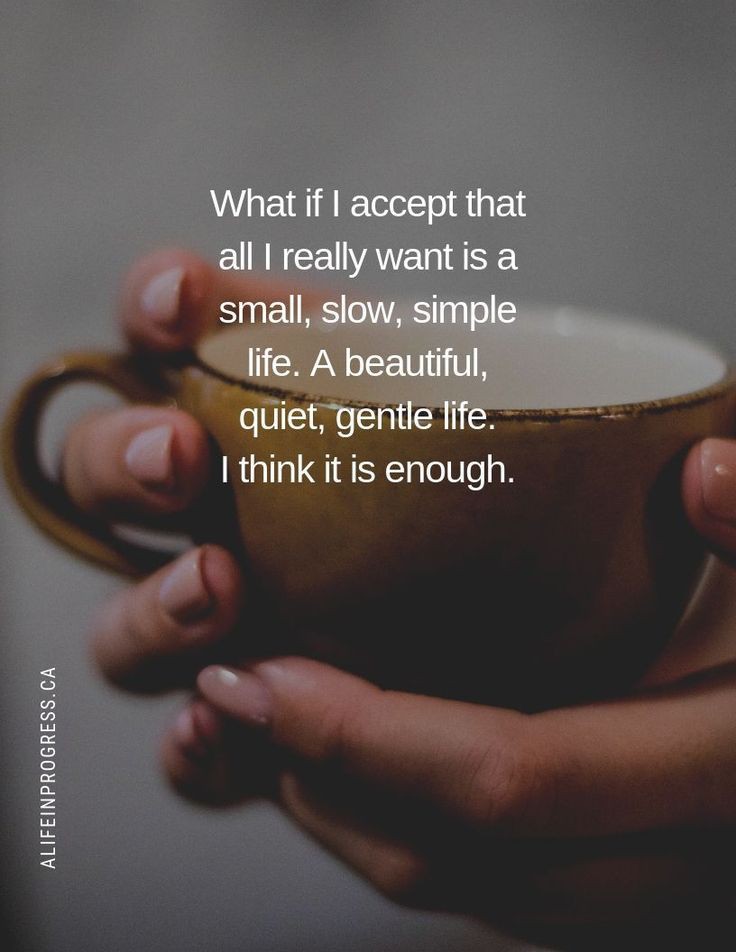 What if I accept that
all I really want is a
small, slow, simple
life. A beautiful,
quiet, gentle life.
I think it is enough.
ALIFEINPROGRESS.CA